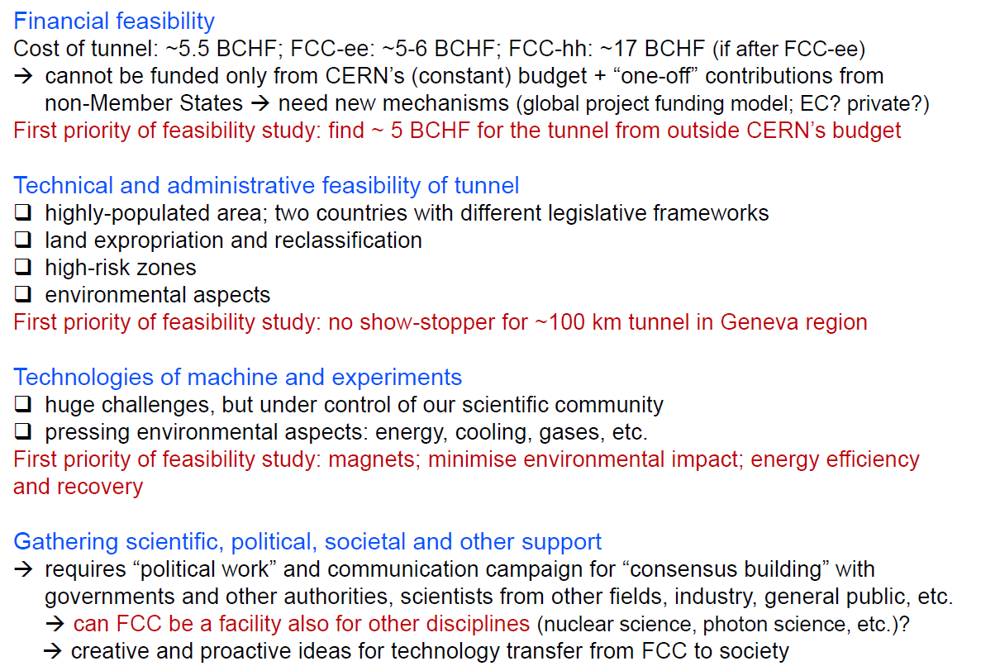 Financial feasibility
Cost of tunnel: ~5.5 BCHF; FCC-ee: ~5-6 BCHF; FCC-hh: ~17 BCHF (if after FCC-ee)
→ cannot be funded only from CERN’s (constant) budget + “one-off” contributions from
non-Member States → need new mechanisms (global project funding model; EC? private?)
First priority of feasibility study: find ~ 5 BCHF for the tunnel from outside CERN’s budget
Technical and administrative feasibility of tunnel
❑ highly-populated area; two countries with different legislative frameworks
❑ land expropriation and reclassification
❑ high-risk zones
❑ environmental aspects
First priority of feasibility study: no show-stopper for ~100 km tunnel in Geneva region
Technologies of machine and experiments
❑ huge challenges, but under control of our scientific community
❑ pressing environmental aspects: energy, cooling, gases, etc.
First priority of feasibility study: magnets; minimise environmental impact; energy efficiency
and recovery
Gathering scientific, political, societal and other support
→ requires “political work” and communication campaign for “consensus building” with
governments and other authorities, scientists from other fields, industry, general public, etc.
→ can FCC be a facility also for other disciplines (nuclear science, photon science, etc.)?
→ creative and proactive ideas for technology transfer from FCC to society